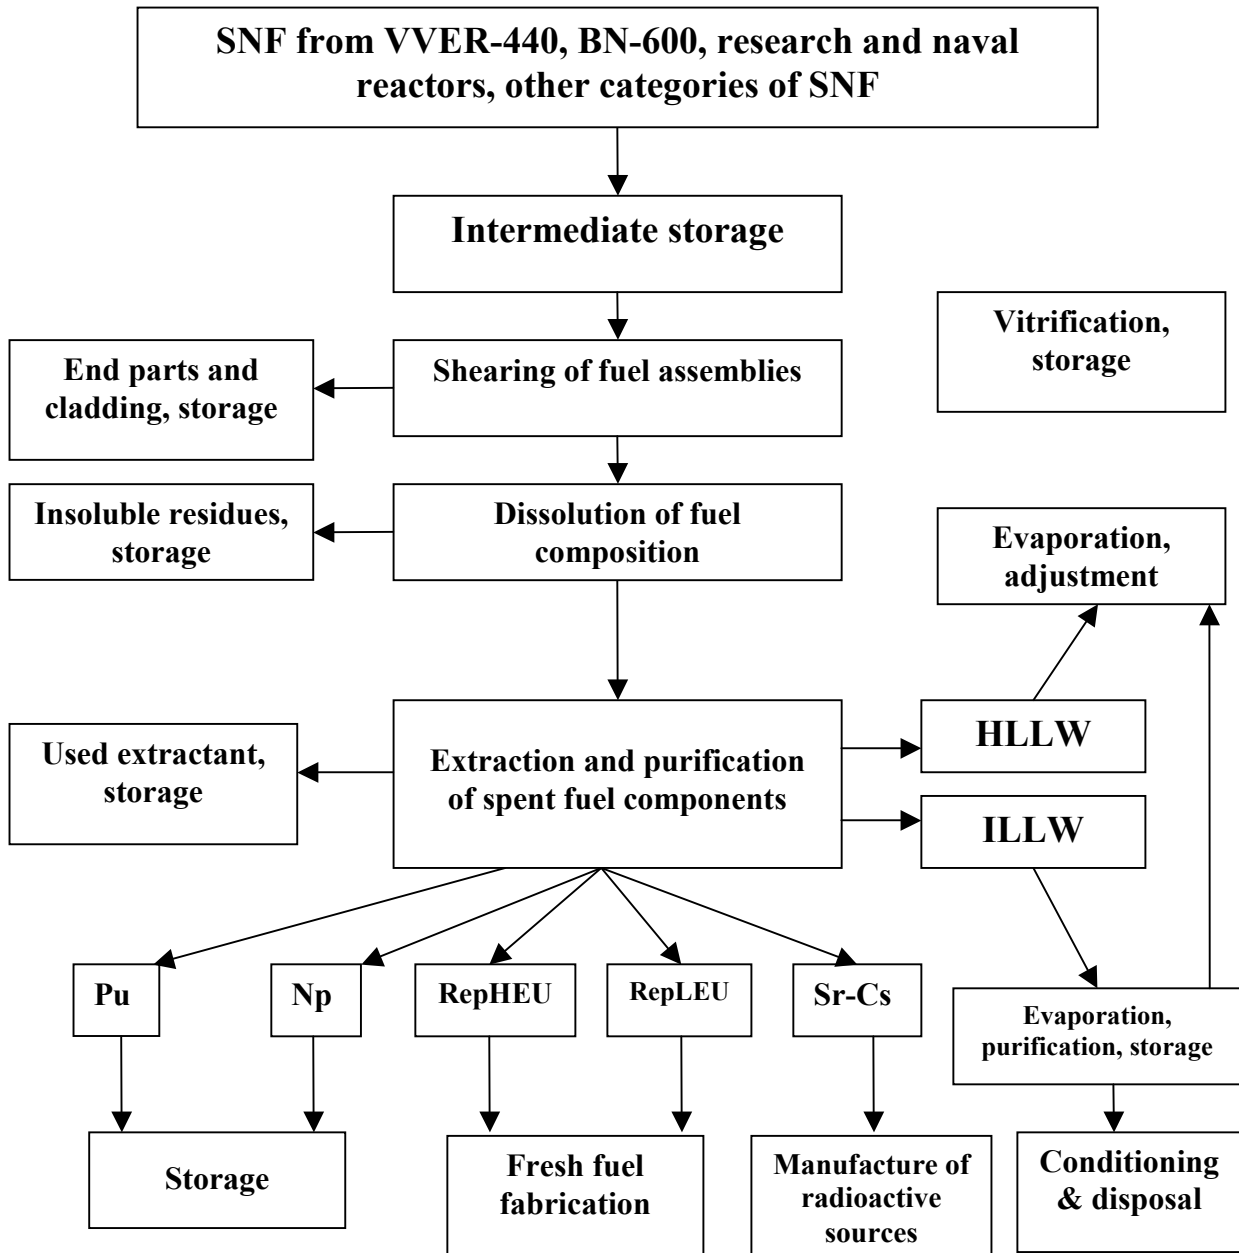 SNF from VVER-440, BN-600, research and naval
reactors, other categories of SNF
Intermediate storage
Vitrification,
storage
End parts and
cladding, storage
Shearing of fuel assemblies
Insoluble residues,
storage
Dissolution of fuel
composition
Evaporation,
adjustment
Used extractant,
storage
Extraction and purification
of spent fuel components
HLLW
ILLW
Pu
Np
RepHEU
RepLEU
Sr-Cs
Evaporation,
purification, storage
Storage
Fresh fuel
fabrication
Manufacture of
radioactive
sources
Conditioning
& disposal